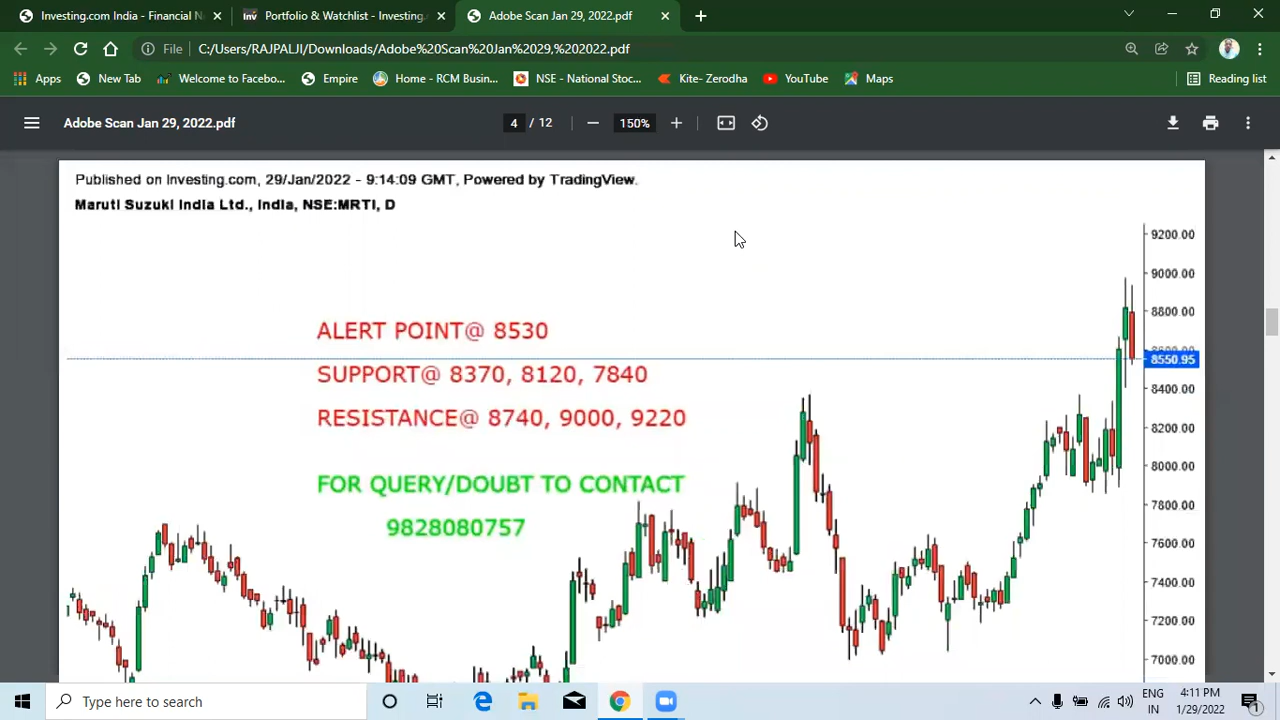 Investing.com India - Financial N
Portfolio & Watchlist - Investing.
Adobe Scan Jan 29, 2022.pdf
File
C:/Users/RAJPALJI/Downloads/Adobe%20Scan%20Jan%2029,%202022.pdf
Apps
New Tab
Welcome to Facebo...
Empire
Home - RCM Busin...
NSE - National Stoc...
Kite- Zerodha
YouTube
Maps
Reading list
Adobe Scan Jan 29, 2022.pdf
4 / 12
150%
Published on Investing.com, 29/Jan/2022 - 9:14:09 GMT, Powered by TradingView.
Maruti Suzuki India Ltd., India, NSE:MRTI, D
9200.00
9000.00
8800.00
8550.95
8400.00
8200.00
8000.00
7800.00
7600.00
7400.00
7200.00
7000.00
ALERT POINT@ 8530
SUPPORT@ 8370, 8120, 7840
RESISTANCE@ 8740, 9000, 9220
FOR QUERY/DOUBT TO CONTACT
9828080757
Type here to search
ENG
IN
4:11 PM
1/29/2022
1